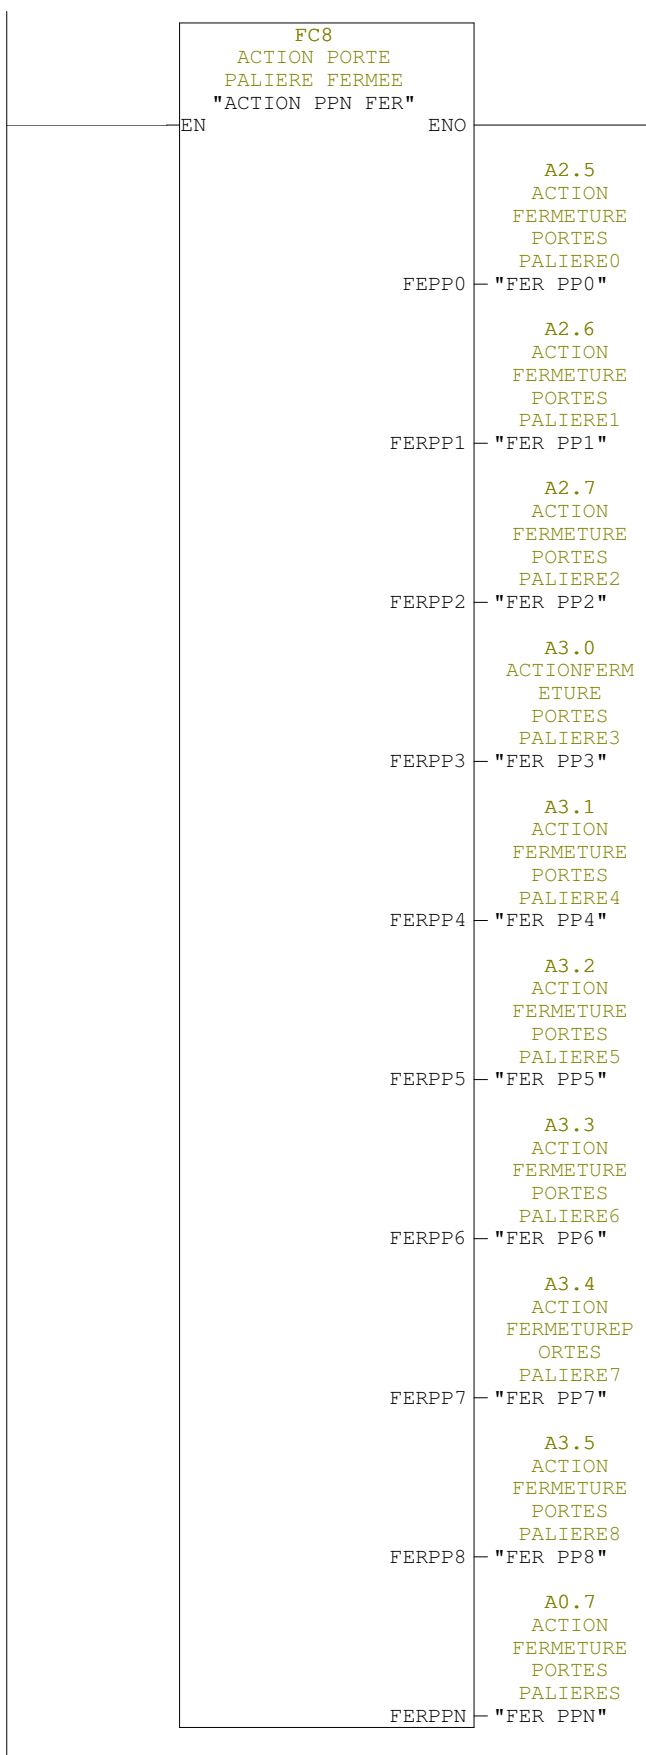 FC8
ACTION PORTE
PALIERE FERMEE
"ACTION PPN FER"
EN ENO
A2.5
ACTION
FERMETURE
PORTES
PALIERE0
FEPP0 "FER PP0"
A2.6
ACTION
FERMETURE
PORTES
PALIERE1
FERPP1 "FER PP1"
A2.7
ACTION
FERMETURE
PORTES
PALIERE2
FERPP2 "FER PP2"
A3.0
ACTIONFERM
ETURE
PORTES
PALIERE3
FERPP3 "FER PP3"
A3.1
ACTION
FERMETURE
PORTES
PALIERE4
FERPP4 "FER PP4"
A3.2
ACTION
FERMETURE
PORTES
PALIERE5
FERPP5 "FER PP5"
A3.3
ACTION
FERMETURE
PORTES
PALIERE6
FERPP6 "FER PP6"
A3.4
ACTION
FERMETUREP
ORTES
PALIERE7
FERPP7 "FER PP7"
A3.5
ACTION
FERMETURE
PORTES
PALIERE8
FERPP8 "FER PP8"
A0.7
ACTION
FERMETURE
PORTES
PALIERES
FERPPN "FER PPN"